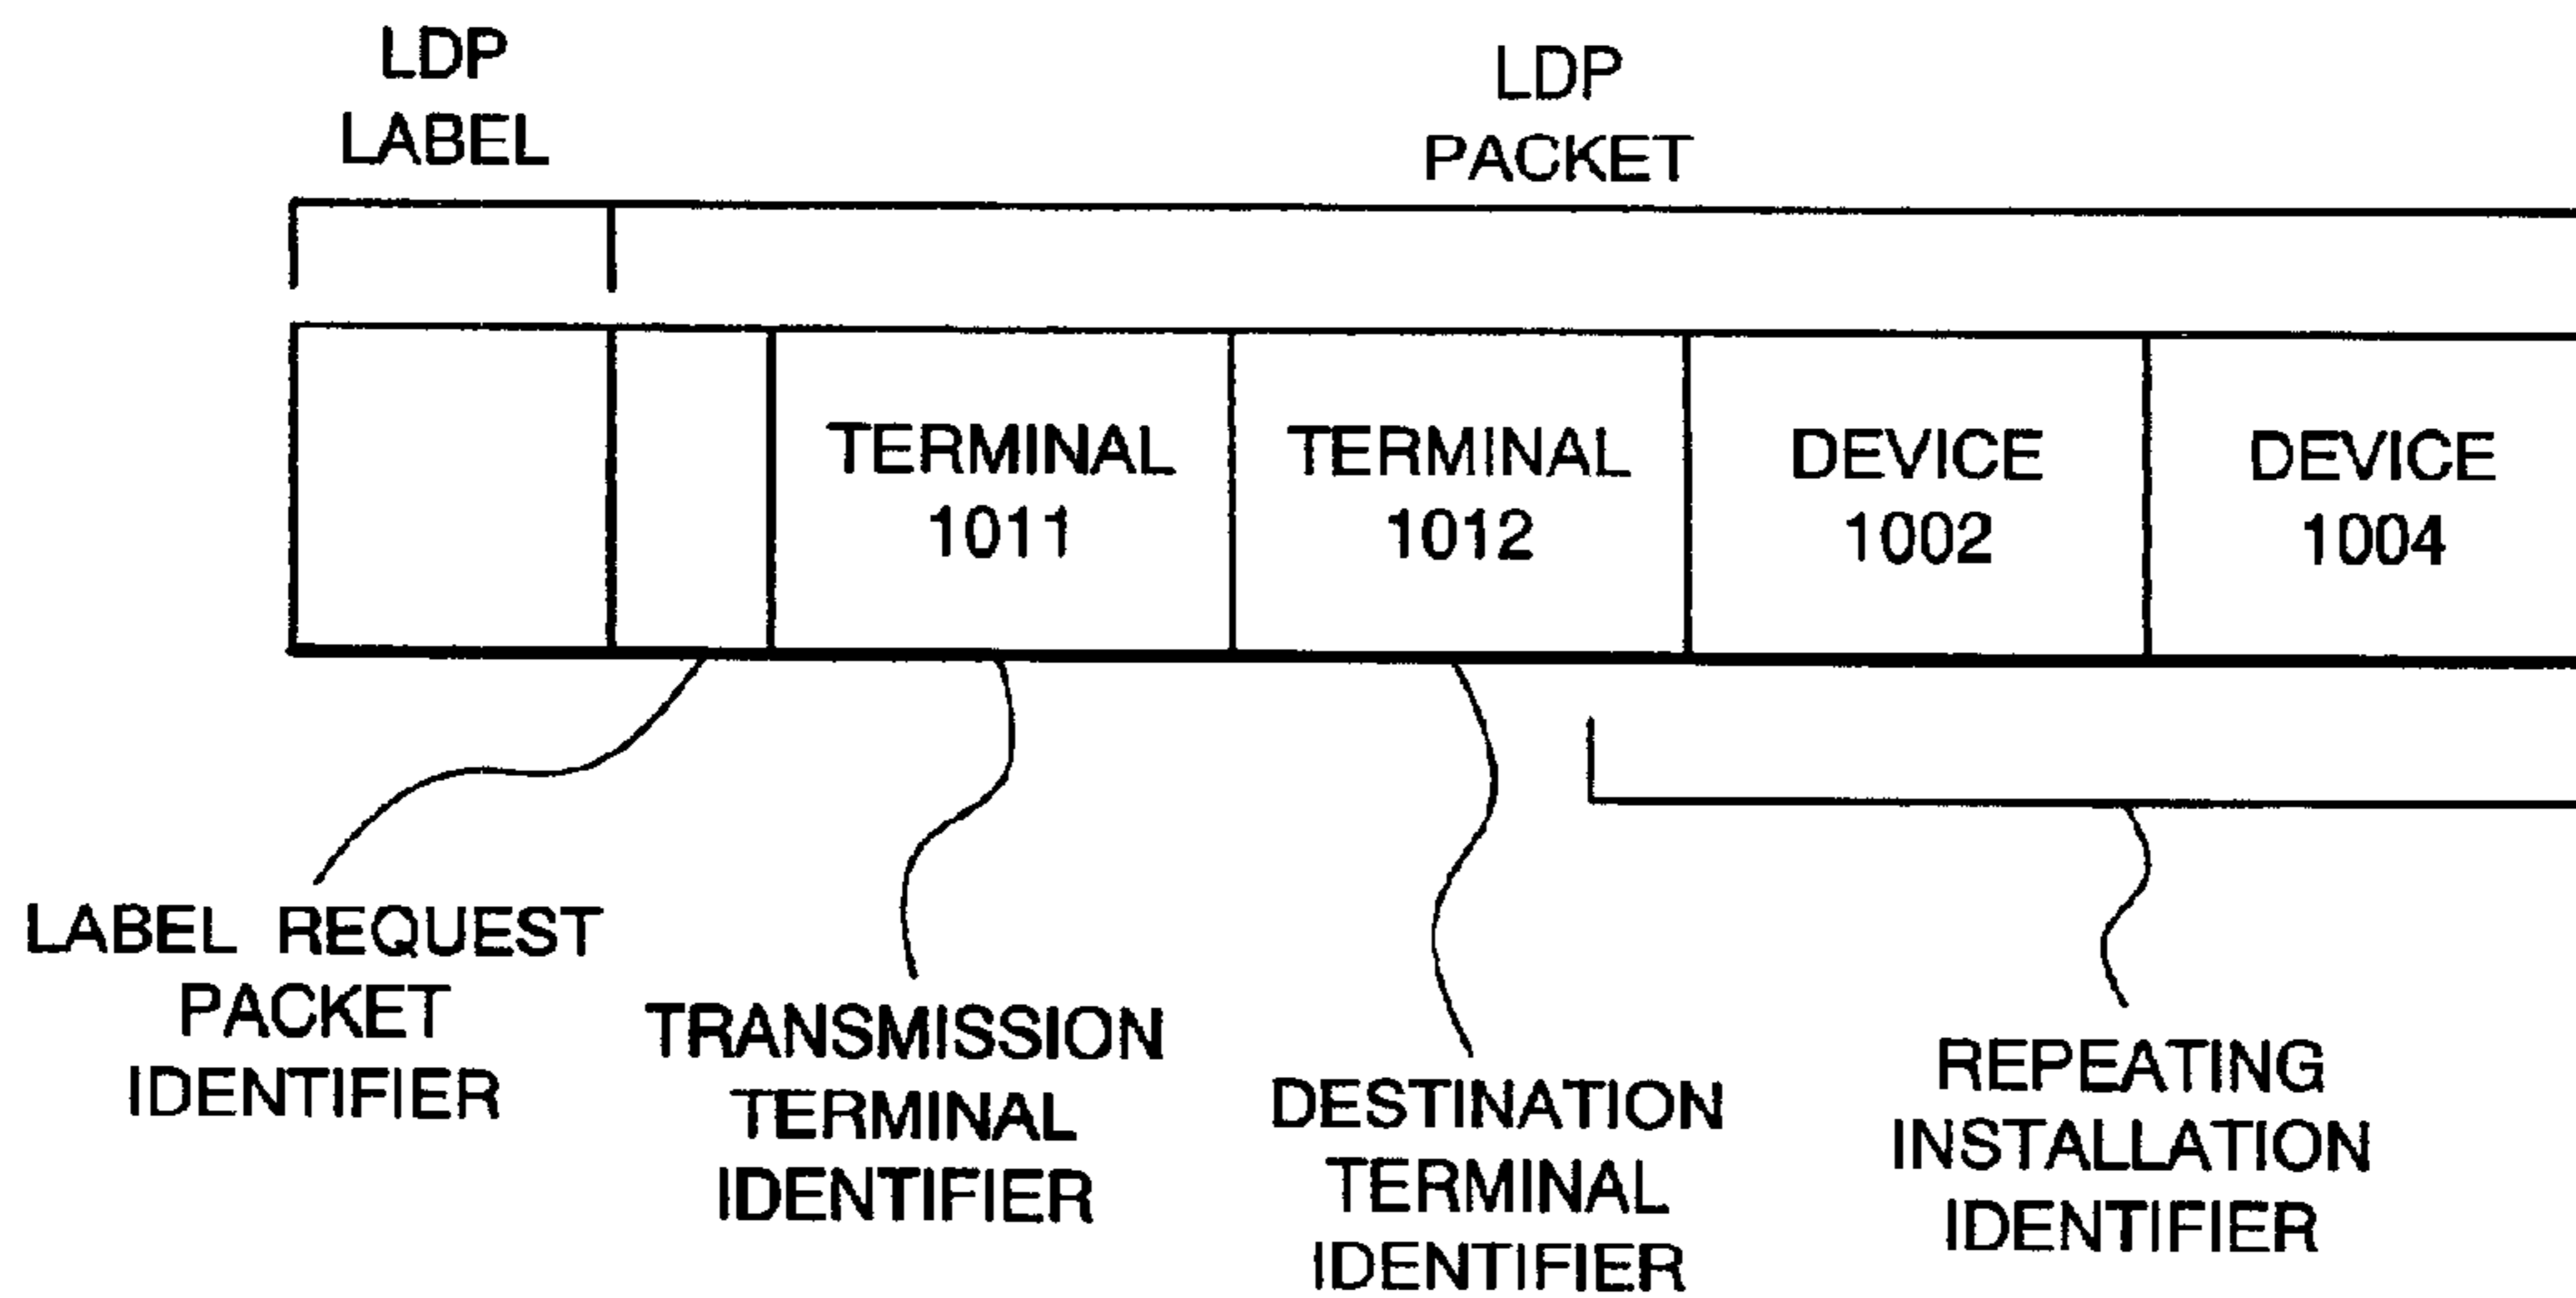 LDP
LABEL
LDP
PACKET
TERMINAL
1011
TERMINAL
1012
DEVICE
1002
DEVICE
1004
LABEL REQUEST
PACKET
IDENTIFIER
TRANSMISSION
TERMINAL
IDENTIFIER
DESTINATION
TERMINAL
IDENTIFIER
REPEATING
INSTALLATION
IDENTIFIER